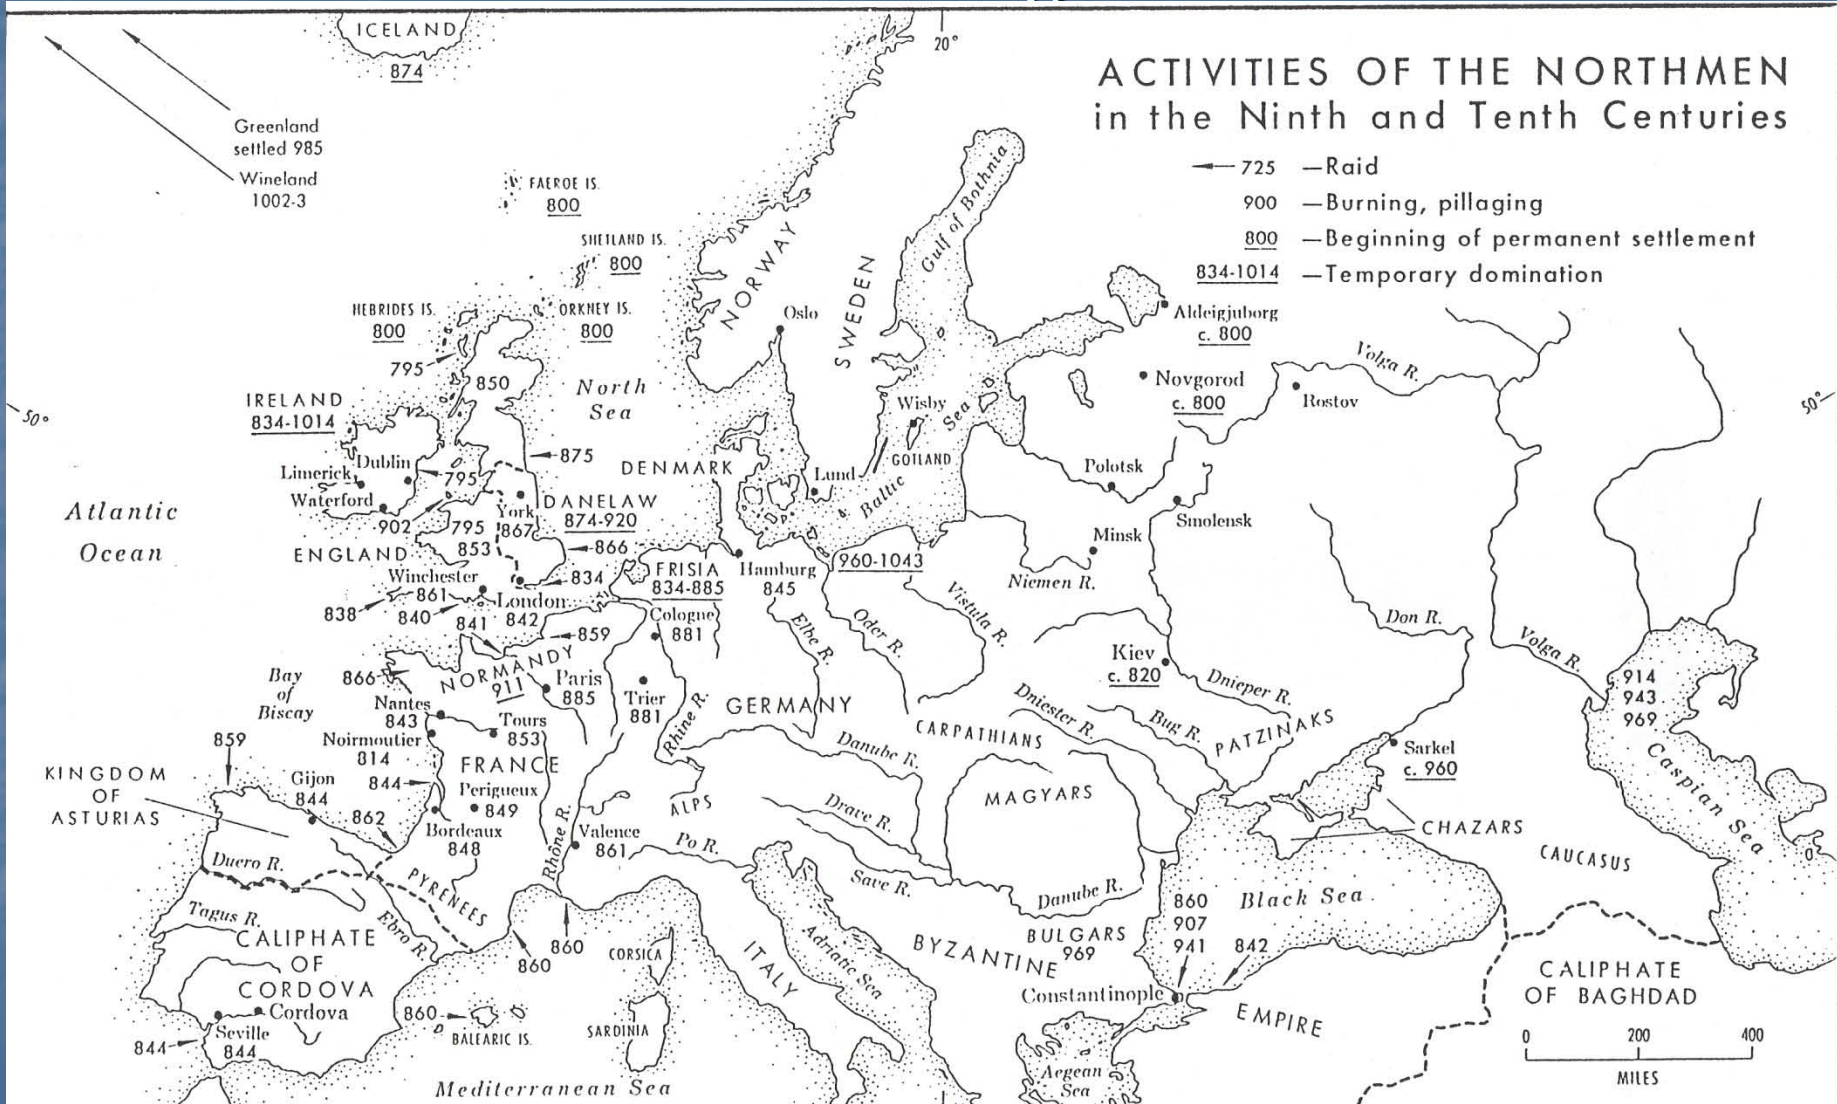 ACTIVITIES OF THE NORTHMEN
in the Ninth and Tenth Centuries
725 —Raid
900 —Burning, pillaging
800 —Beginning of permanent settlement
834-1014 —Temporary domination
20°
ICELAND
874
Greenland
settled 985
Wineland
1002-3
FAEROE IS.
800
SHETLAND IS.
800
HEBRIDES IS.
800
ORKNEY IS.
800
795
850
NORWAY
SWEDEN
Gulf of Bothnia
Oslo
Aldeigjuborg
c. 800
Novgorod
c. 800
Volga R.
Rostov
50°
50°
North
Sea
IRELAND
834-1014
Wisby
GOTLAND
Baltic
Sea
875
DENMARK
Lund
Polotsk
Smolensk
Minsk
Niemen R.
Dublin
Limerick
Waterford
795
902
795
853
York
867
DANELAW
874-920
866
834
ENGLAND
Winchester
861
London
842
838
840
841
859
Atlantic
Ocean
FRISIA
834-885
Hamburg
845
960-1043
Cologne
881
Elbe R.
Oder R.
Vistula R.
Don R.
Volga R.
Kiev
c. 820
Dnieper R.
914
943
969
Caspian Sea
Bay
of
Biscay
866
NORMANDY
911
Paris
885
Trier
881
Rhine R.
GERMANY
CARPATHIANS
Dniester R.
Bug R.
PATZINAKS
Nantes
843
Tours
853
Noirmoutier
814
FRANCE
844
Perigueux
849
Bordeaux
848
859
KINGDOM
OF
ASTURIAS
Gijon
844
862
ALPS
Danube R.
MAGYARS
Drave R.
Sarkel
c. 960
CHAZARS
CAUCASUS
Rhône R.
Valence
861
Po R.
Save R.
Danube R.
Duero R.
PYRENEES
Tagus R.
Ebro R.
CALIPHATE
OF
CORDOVA
Cordova
Seville
844
844
860
860
860
BALEARIC IS.
CORSICA
SARDINIA
ITALY
Adriatic Sea
BULGARS
969
BYZANTINE
EMPIRE
Constantinople
860
907
941
842
Black Sea
Aegean
Sea
Mediterranean Sea
CALIPHATE
OF BAGHDAD
0 200 400
MILES